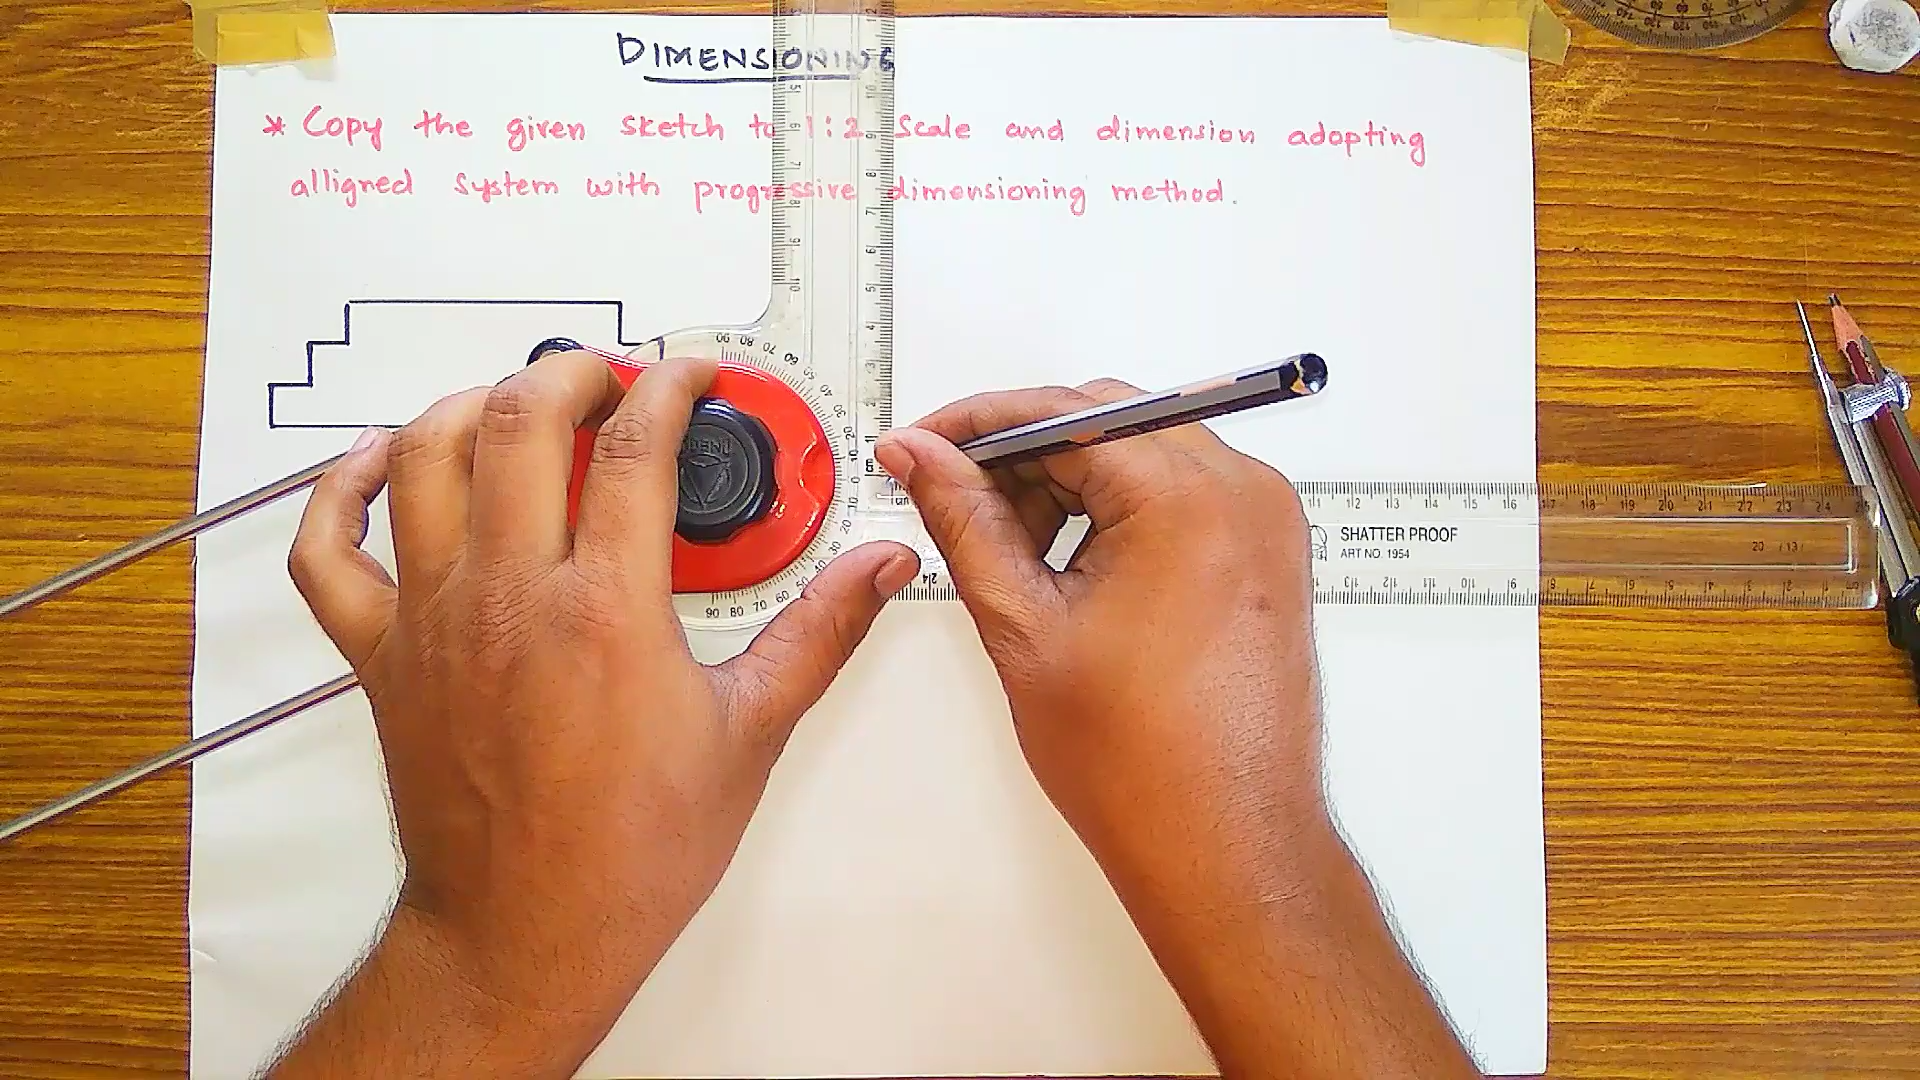 DIMENSIONING
* Copy the given sketch to 1:2 Scale and dimension adopting
alligned system with progressive dimensioning method.
SHATTER PROOF
ART NO. 1954